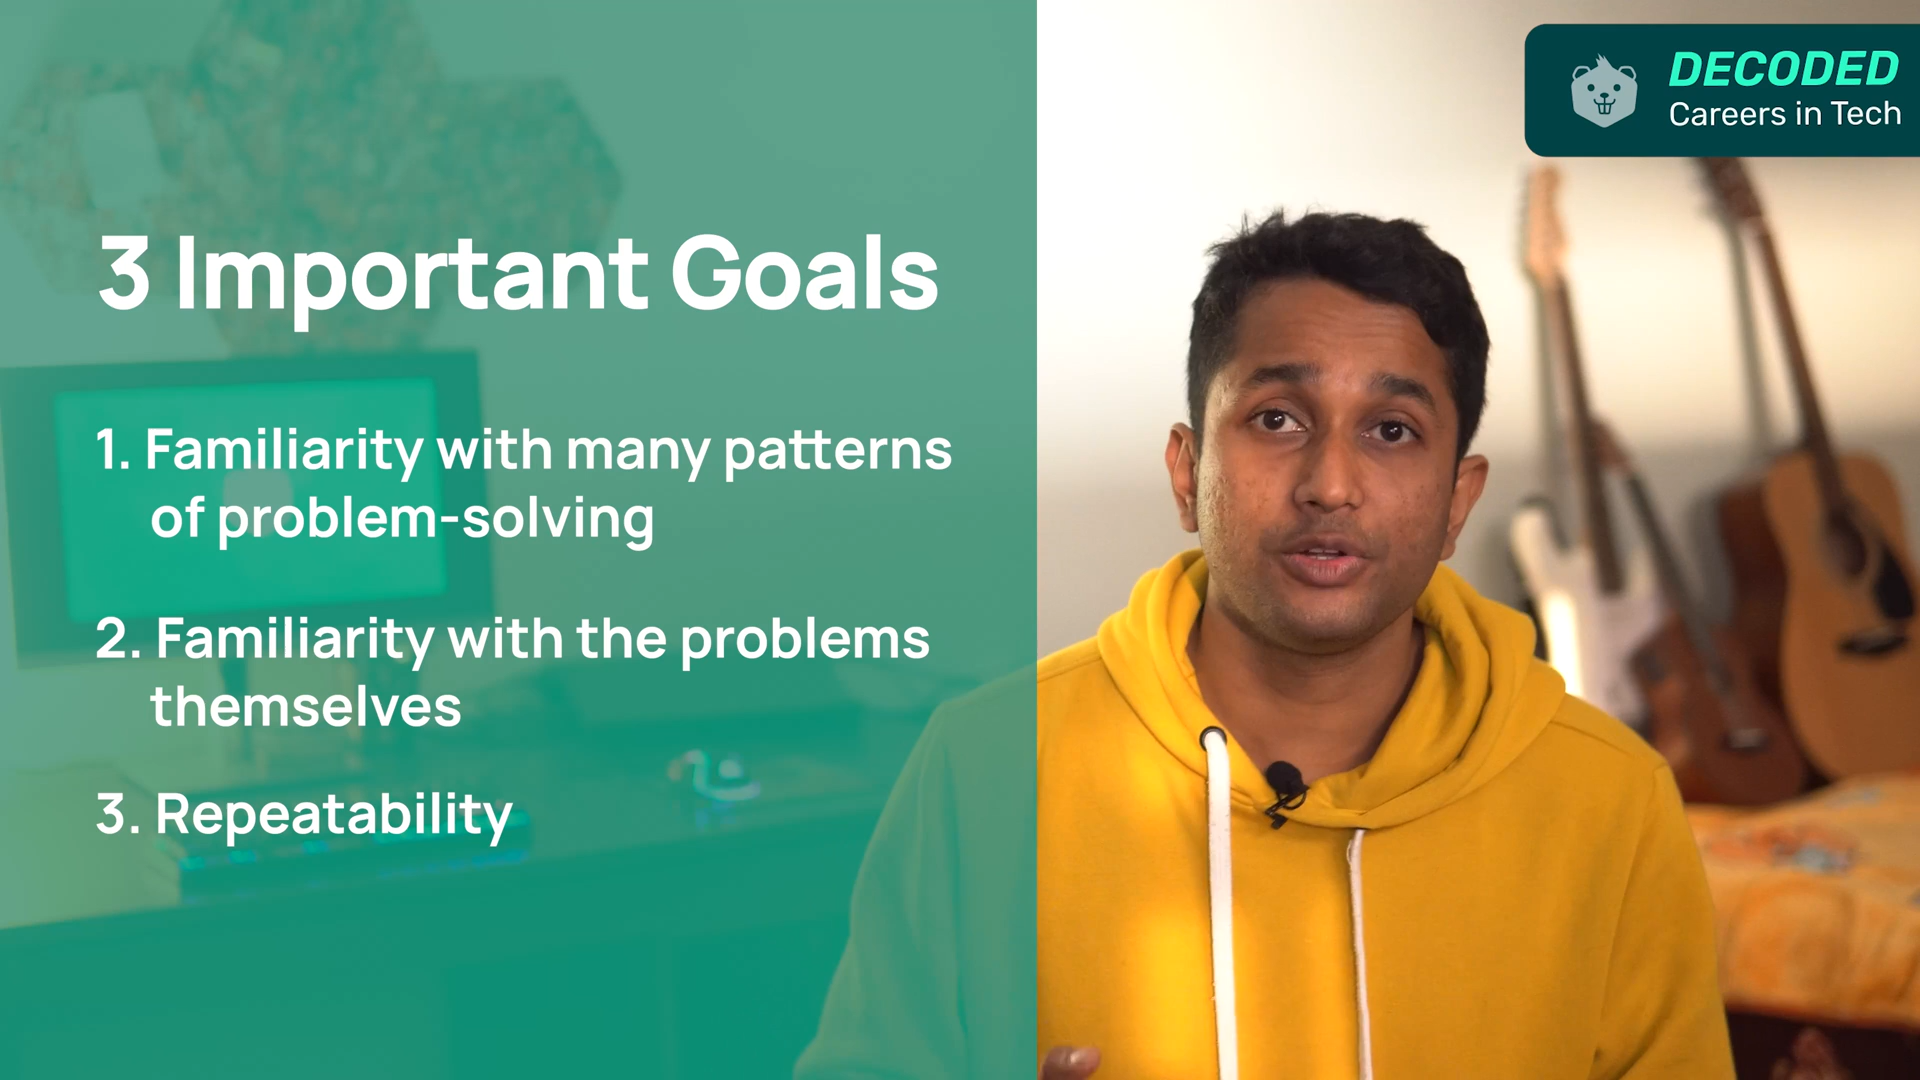 DECODED
Careers in Tech
3 Important Goals
1. Familiarity with many patterns
of problem-solving
2. Familiarity with the problems
themselves
3. Repeatability